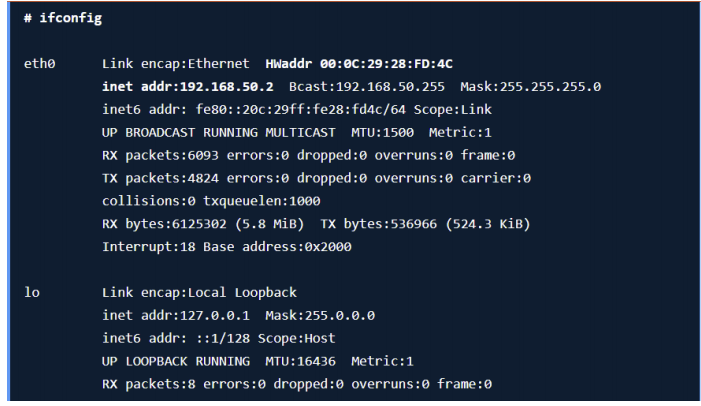 # ifconfig
eth0 Link encap:Ethernet HWaddr 00:0C:29:28:FD:4C
inet addr:192.168.50.2 Bcast:192.168.50.255 Mask:255.255.255.0
inet6 addr: fe80::20c:29ff:fe28:fd4c/64 Scope:Link
UP BROADCAST RUNNING MULTICAST MTU:1500 Metric:1
RX packets:6093 errors:0 dropped:0 overruns:0 frame:0
TX packets:4824 errors:0 dropped:0 overruns:0 carrier:0
collisions:0 txqueuelen:1000
RX bytes:6125302 (5.8 MiB) TX bytes:536966 (524.3 KiB)
Interrupt:18 Base address:0x2000
lo Link encap:Local Loopback
inet addr:127.0.0.1 Mask:255.0.0.0
inet6 addr: ::1/128 Scope:Host
UP LOOPBACK RUNNING MTU:16436 Metric:1
RX packets:8 errors:0 dropped:0 overruns:0 frame:0